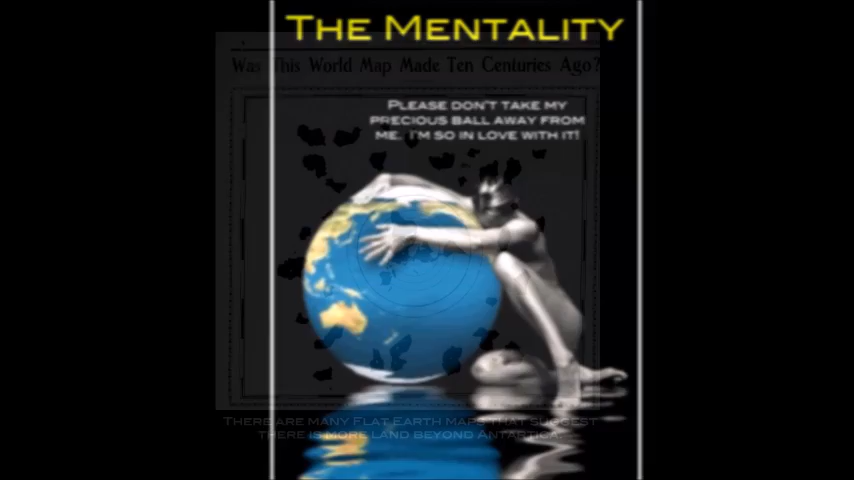 THE MENTALITY
Was This World Map Made Ten Centuries Ago?
PLEASE DON'T TAKE MY
PRECIOUS BALL AWAY FROM
ME. I'M SO IN LOVE WITH IT!
THERE ARE MANY FLAT EARTH MAPS THAT SUGGEST
THERE IS MORE LAND BEYOND ANTARTICA.